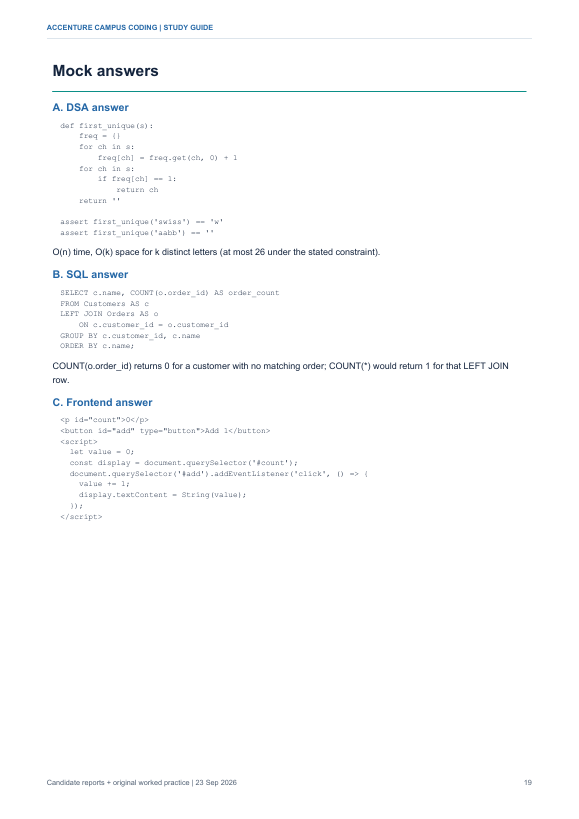 ACCENTURE CAMPUS CODING | STUDY GUIDE
Mock answers
A. DSA answer
def first_unique(s):
    freq = {}
    for ch in s:
        freq[ch] = freq.get(ch, 0) + 1
    for ch in s:
        if freq[ch] == 1:
            return ch
    return ''
assert first_unique('swiss') == 'w'
assert first_unique('aabb') == ''
O(n) time, O(k) space for k distinct letters (at most 26 under the stated constraint).
B. SQL answer
SELECT c.name, COUNT(o.order_id) AS order_count
FROM Customers AS c
LEFT JOIN Orders AS o
    ON c.customer_id = o.customer_id
GROUP BY c.customer_id, c.name
ORDER BY c.name;
COUNT(o.order_id) returns 0 for a customer with no matching order; COUNT(*) would return 1 for that LEFT JOIN
row.
C. Frontend answer
<p id="count">0</p>
<button id="add" type="button">Add 1</button>
<script>
  let value = 0;
  const display = document.querySelector('#count');
  document.querySelector('#add').addEventListener('click', () => {
    value += 1;
    display.textContent = String(value);
  });
</script>
Candidate reports + original worked practice | 23 Sep 2026
19